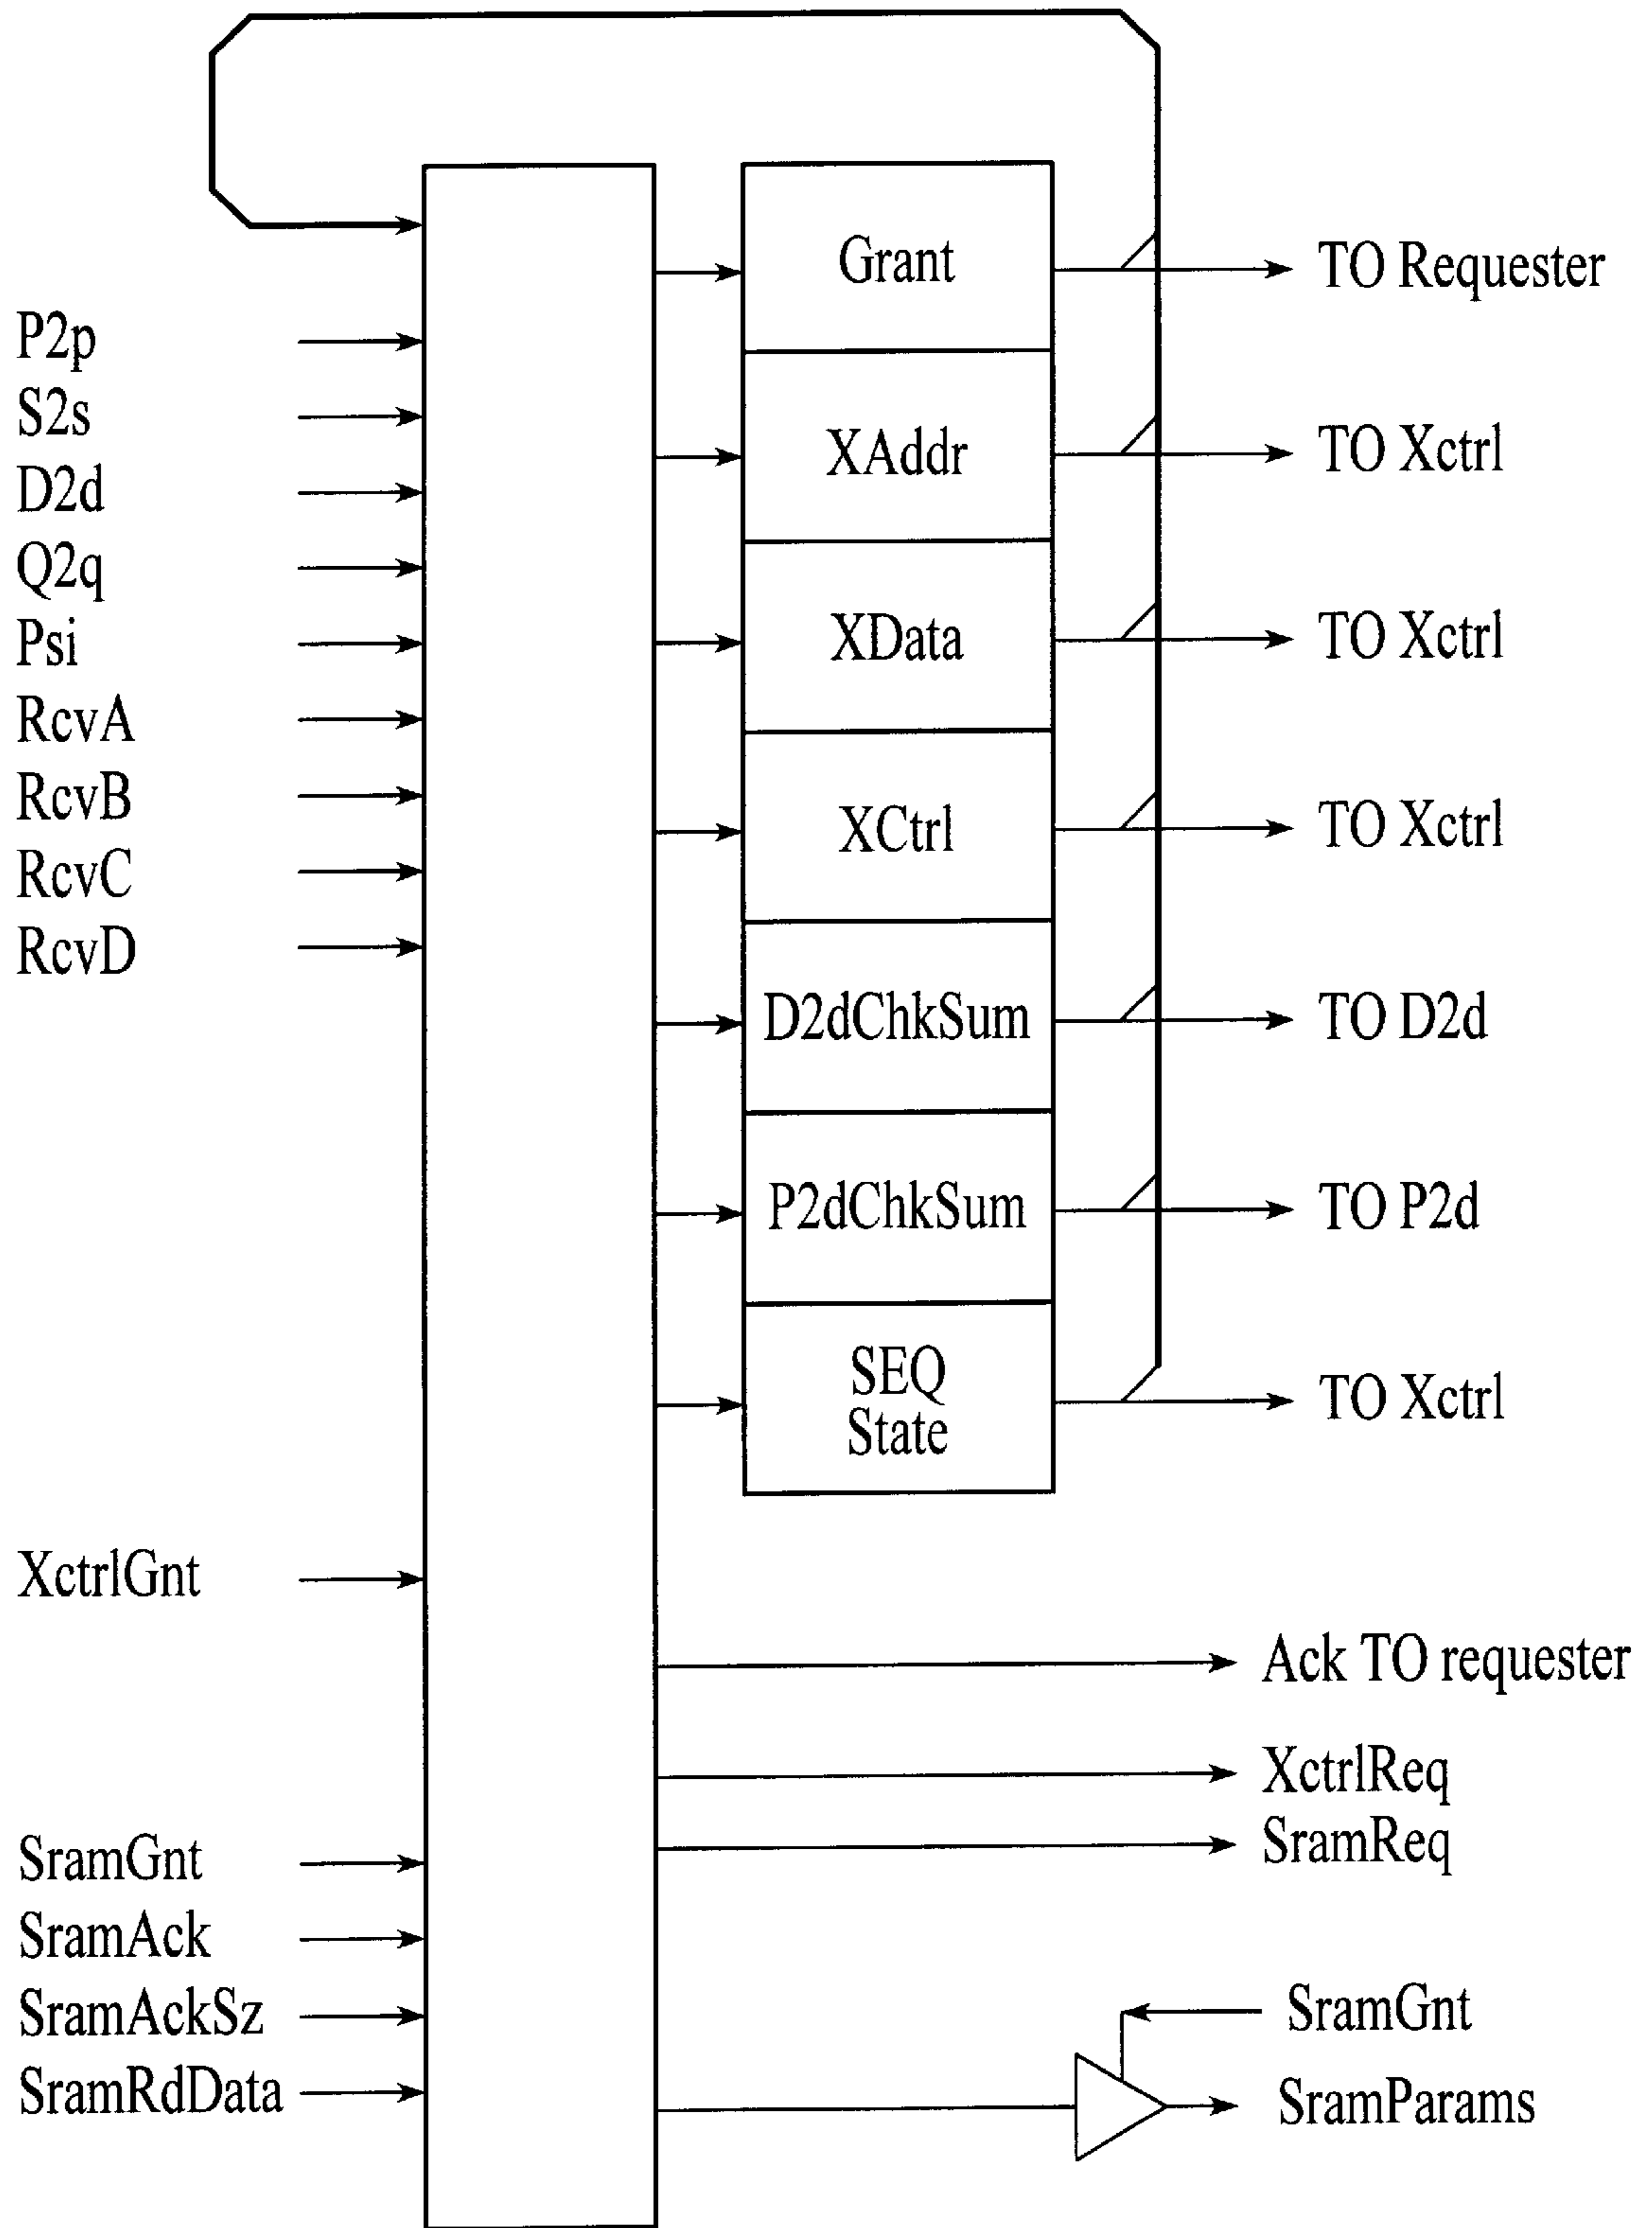 Grant
TO Requester
P2p
S2s
XAddr
TO Xctrl
D2d
Q2q
Psi
XData
TO Xctrl
RcvA
RcvB
XCtrl
TO Xctrl
RcvC
RcvD
D2dChkSum
TO D2d
P2dChkSum
TO P2d
SEQ
State
TO Xctrl
XctrlGnt
Ack TO requester
XctrlReq
SramReq
SramGnt
SramAck
SramAckSz
SramRdData
SramGnt
SramParams